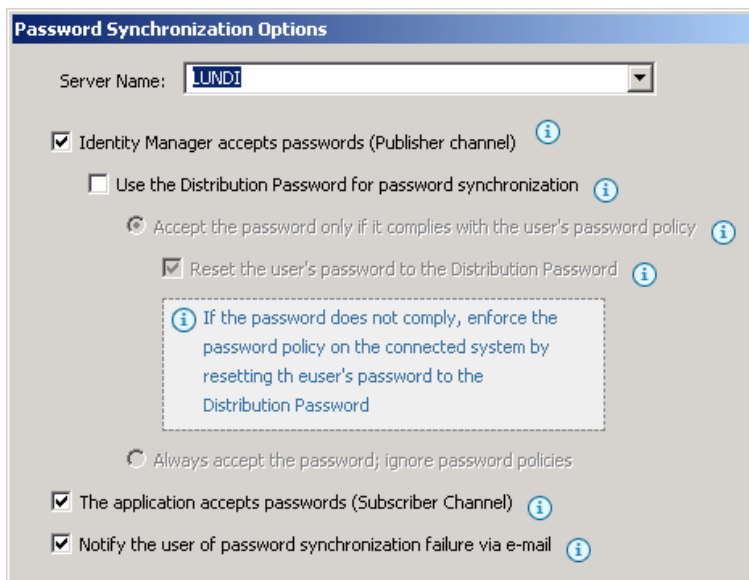 Password Synchronization Options
Server Name: LUNDI
Identity Manager accepts passwords (Publisher channel)
Use the Distribution Password for password synchronization
Accept the password only if it complies with the user's password policy
Reset the user's password to the Distribution Password
If the password does not comply, enforce the
password policy on the connected system by
resetting th euser's password to the
Distribution Password
Always accept the password; ignore password policies
The application accepts passwords (Subscriber Channel)
Notify the user of password synchronization failure via e-mail